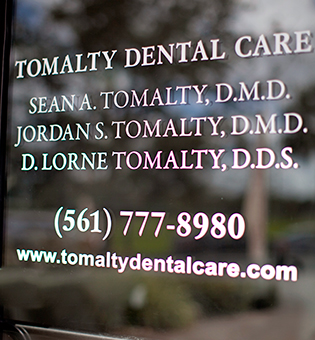 TOMALTY DENTAL CARE
SEAN A. TOMALTY, D.M.D.
JORDAN S. TOMALTY, D.M.D.
D. LORNE TOMALTY, D.D.S.
(561) 777-8980
www.tomaltydentalcare.com